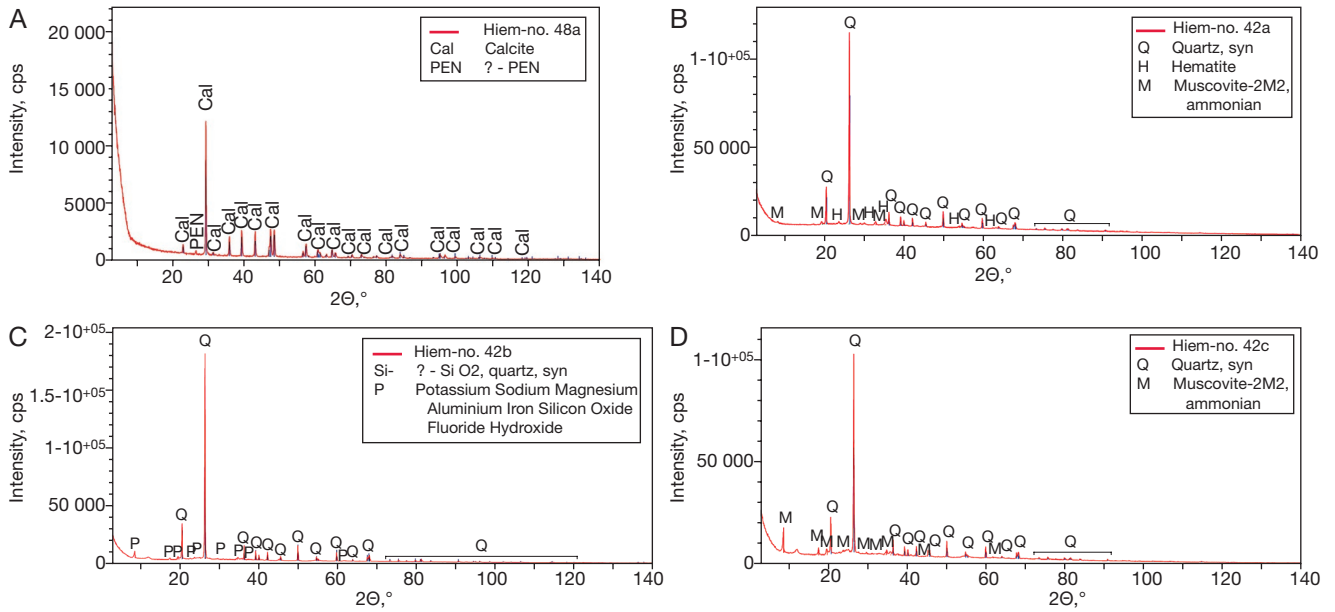 A
Intensity, cps
20 000
15 000
10 000
5000
0
Hiem-no. 48a
Cal Calcite
PEN ? - PEN
Cal PEN Cal Cal Cal Cal Cal Cal Cal Cal Cal Cal Cal Cal Cal Cal Cal Cal Cal Cal
20 40 60 80 100 120 140
2Θ,°
B
Intensity, cps
1-10+05
50 000
0
Hiem-no. 42a
Q Quartz, syn
H Hematite
M Muscovite-2M2,
ammonian
M M Q H Q M H M H Q Q Q Q H Q Q H Q Q Q
20 40 60 80 100 120 140
2Θ,°
C
Intensity, cps
2-10+05
1.5-10+05
1-10+05
50 000
0
Hiem-no. 42b
Si- ? - Si O2, quartz, syn
P Potassium Sodium Magnesium
Aluminium Iron Silicon Oxide
Fluoride Hydroxide
P P P Q P P Q P P Q P Q Q Q Q Q Q P Q Q Q
20 40 60 80 100 120 140
2Θ,°
D
Intensity, cps
1-10+05
50 000
0
Hiem-no. 42c
Q Quartz, syn
M Muscovite-2M2,
ammonian
M M M Q M Q M M M Q Q Q M Q Q Q Q M Q Q Q
20 40 60 80 100 120 140
2Θ,°